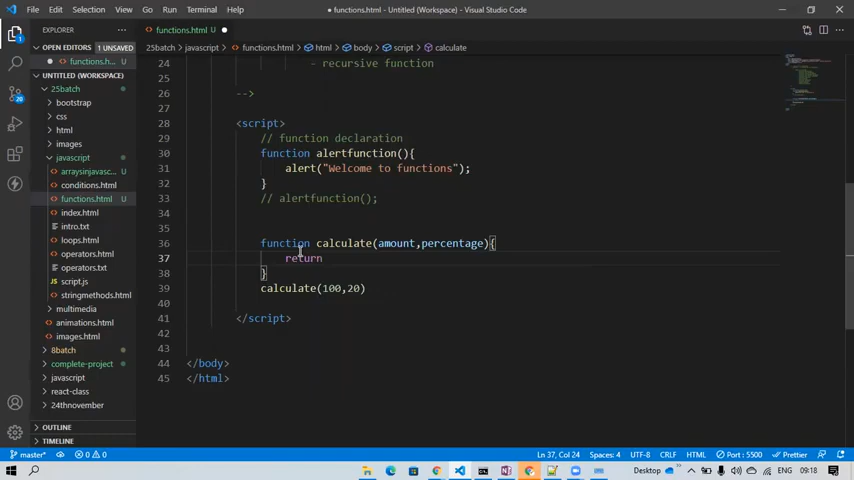 File Edit Selection View Go Run Terminal Help
functions.html - Untitled (Workspace) - Visual Studio Code
EXPLORER
functions.html U
OPEN EDITORS 1 UNSAVED
25batch > javascript > functions.html > html > body > script > calculate
functions.h... U
UNTITLED (WORKSPACE)
25batch
bootstrap
css
html
images
javascript
arraysinjavasc... U
conditions.html
functions.html U
index.html
intro.txt
loops.html
operators.html
operators.txt
script.js
stringmethods.html
multimedia
animations.html
images.html
8batch
complete-project
javascript
react-class
24thnovember
OUTLINE
TIMELINE
24 - recursive function
25
26 -->
27
28 <script>
29 // function declaration
30 function alertfunction(){
31 alert("Welcome to functions");
32 }
33 // alertfunction();
34
35
36 function calculate(amount,percentage){
37 return
38 }
39 calculate(100,20)
40
41 </script>
42
43
44 </body>
45 </html>
master* 0 0 Ln 37, Col 24 Spaces: 4 UTF-8 CRLF HTML Port : 5500 Prettier
Desktop ENG 09:18